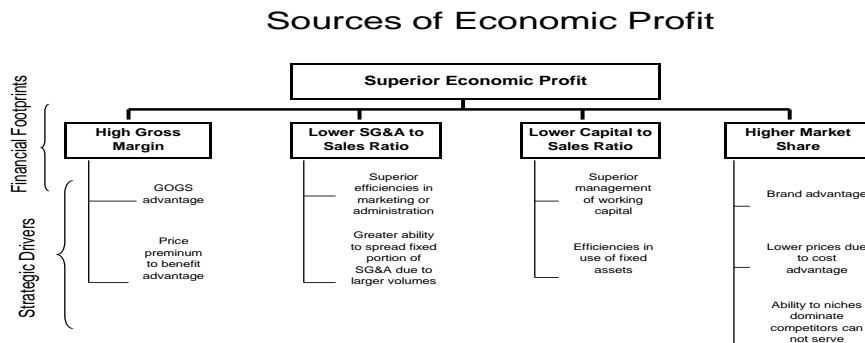 Sources of Economic Profit
Financial Footprints
Superior Economic Profit
High Gross
Margin
Lower SG&A to
Sales Ratio
Lower Capital to
Sales Ratio
Higher Market
Share
Strategic Drivers
GOGS
advantage
Price
preminum
to benefit
advantage
Superior
efficiencies in
marketing or
administration
Greater ability
to spread fixed
portion of
SG&A due to
larger volumes
Superior
management
of working
capital
Efficiencies in
use of fixed
assets
Brand advantage
Lower prices due
to cost
advantage
Ability to niches
dominate
competitors can
not serve